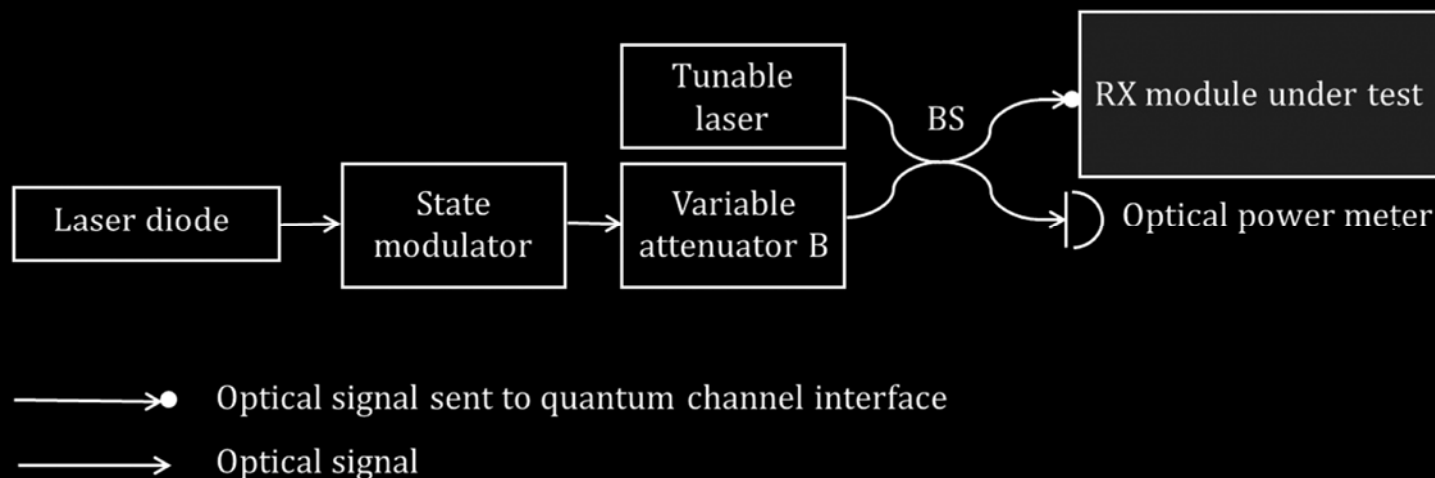 Tunable
laser
BS
RX module under test
Laser diode
State
modulator
Variable
attenuator B
Optical power meter
Optical signal sent to quantum channel interface
Optical signal